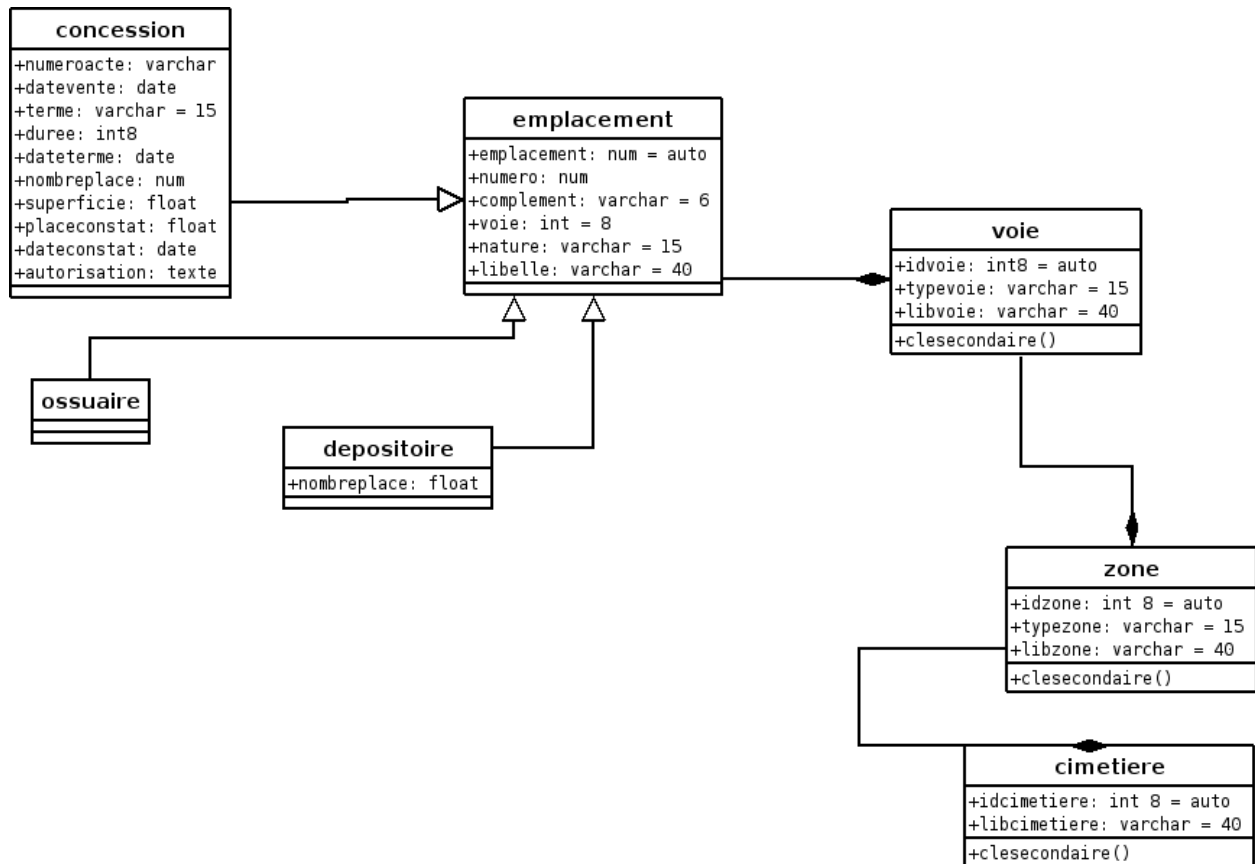 concession
+numeroacte: varchar
+datevente: date
+terme: varchar = 15
+duree: int8
+dateterme: date
+nombreplace: num
+superficie: float
+placeconstat: float
+dateconstat: date
+autorisation: texte
emplacement
+emplacement: num = auto
+numero: num
+complement: varchar = 6
+voie: int = 8
+nature: varchar = 15
+libelle: varchar = 40
voie
+idvoie: int8 = auto
+typevoie: varchar = 15
+libvoie: varchar = 40
+clesecondaire()
ossuaire
depositoire
+nombreplace: float
zone
+idzone: int 8 = auto
+typezone: varchar = 15
+libzone: varchar = 40
+clesecondaire()
cimetiere
+idcimetiere: int 8 = auto
+libcimetiere: varchar = 40
+clesecondaire()